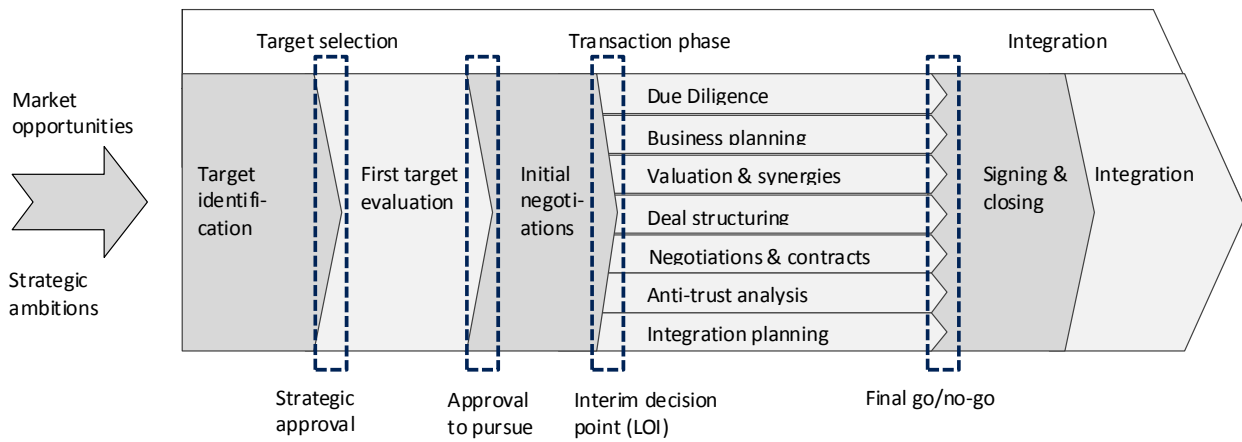 Target selection
Transaction phase
Integration
Market
opportunities
Strategic
ambitions
Target
identifi-
cation
First target
evaluation
Initial
negoti-
ations
Due Diligence
Business planning
Valuation & synergies
Deal structuring
Negotiations & contracts
Anti-trust analysis
Integration planning
Signing &
closing
Integration
Strategic
approval
Approval
to pursue
Interim decision
point (LOI)
Final go/no-go